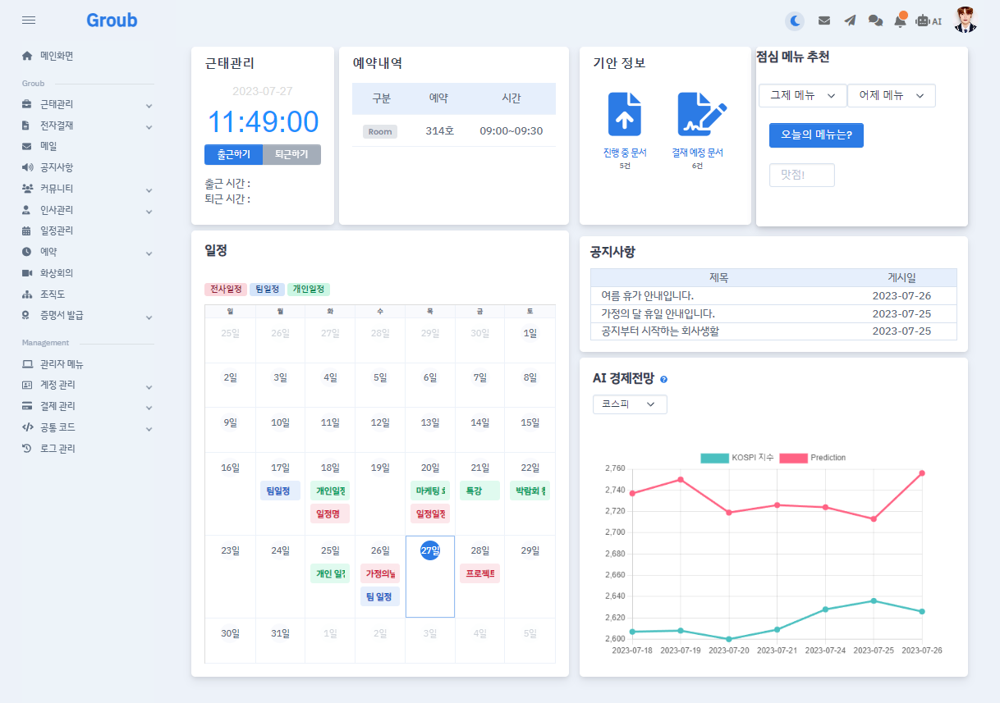 Groub
AI
메인화면
Groub
근태관리
전자결재
메일
공지사항
커뮤니티
인사관리
일정관리
예약
화상회의
조직도
증명서 발급
Management
관리자 메뉴
계정 관리
결제 관리
공통 코드
로그 관리
근태관리
2023-07-27
11:49:00
출근하기 퇴근하기
출근 시간 :
퇴근 시간 :
예약내역
구분 예약 시간
Room 314호 09:00~09:30
기안 정보
진행 중 문서
5건
결재 예정 문서
6건
점심 메뉴 추천
그제 메뉴 어제 메뉴
오늘의 메뉴는?
맛점!
일정
전사일정 팀일정 개인일정
일 월 화 수 목 금 토
25일 26일 27일 28일 29일 30일 1일
2일 3일 4일 5일 6일 7일 8일
9일 10일 11일 12일 13일 14일 15일
16일 17일 18일 19일 20일 21일 22일
팀일정 개인일정 마케팅 특강 박람회
일정명 일정일정
23일 24일 25일 26일 27일 28일 29일
개인 일정 가정의날 프로젝트
팀 일정
30일 31일 1일 2일 3일 4일 5일
공지사항
제목 게시일
여름 휴가 안내입니다. 2023-07-26
가정의 달 휴일 안내입니다. 2023-07-25
공지부터 시작하는 회사생활 2023-07-25
AI 경제전망 ?
코스피
KOSPI 지수 Prediction
2,760
2,740
2,720
2,700
2,680
2,660
2,640
2,620
2,600
2023-07-18 2023-07-19 2023-07-20 2023-07-21 2023-07-24 2023-07-25 2023-07-26